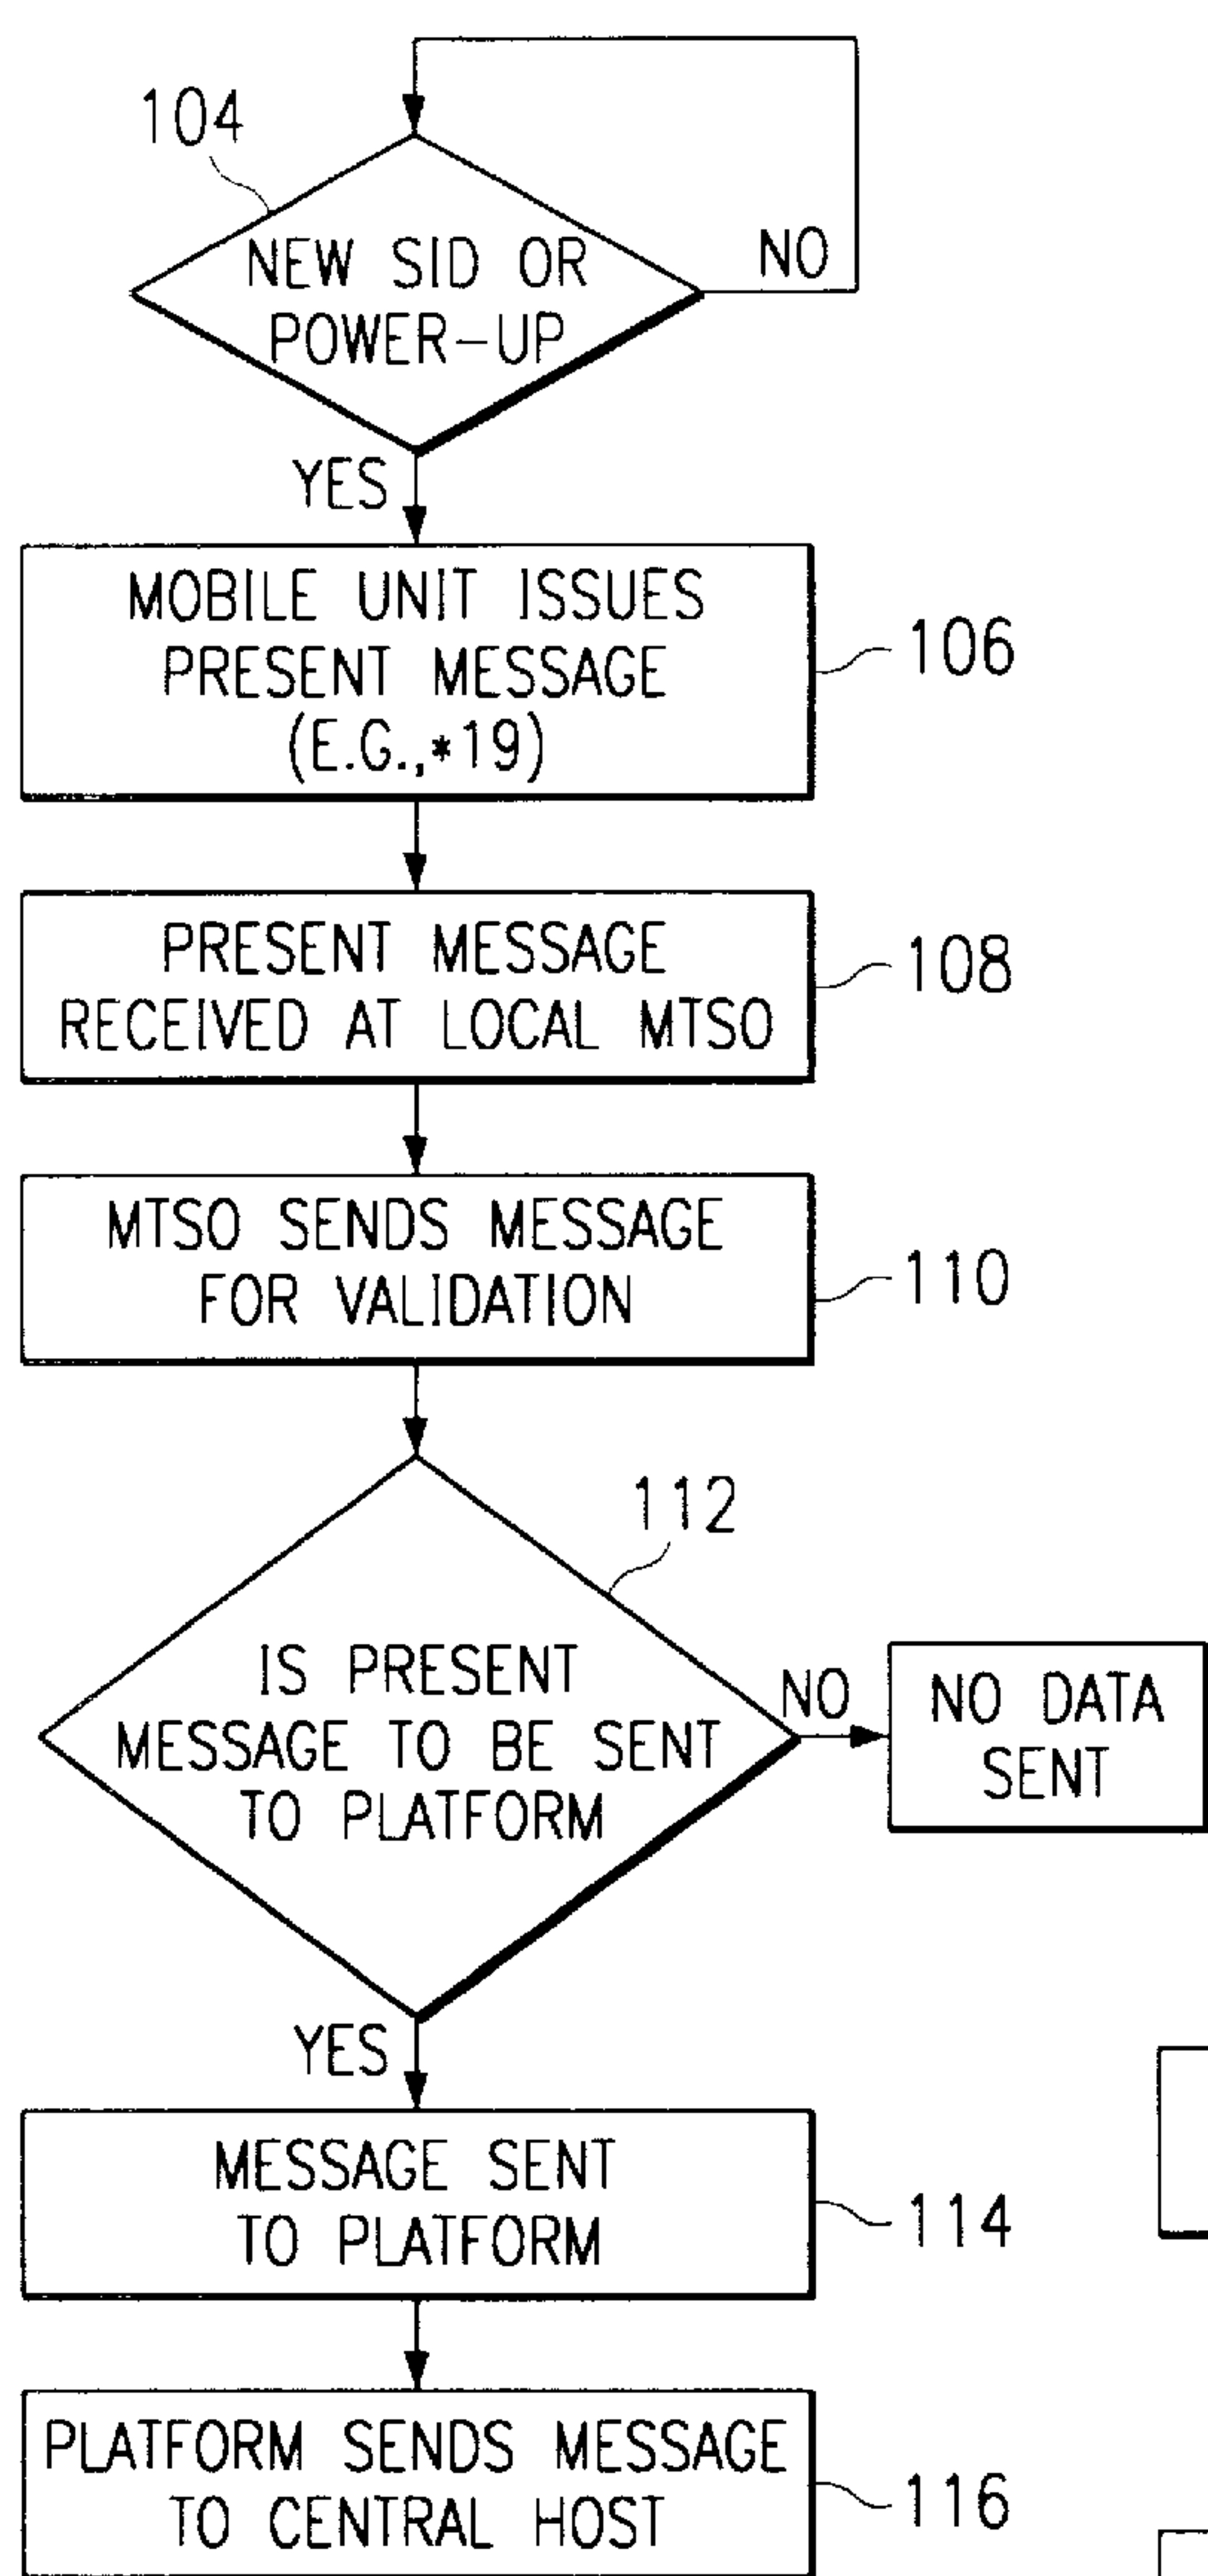 104
NEW SID OR
POWER-UP
NO
YES
MOBILE UNIT ISSUES
PRESENT MESSAGE
(E.G.,*19)
106
PRESENT MESSAGE
RECEIVED AT LOCAL MTSO
108
MTSO SENDS MESSAGE
FOR VALIDATION
110
112
IS PRESENT
MESSAGE TO BE SENT
TO PLATFORM
NO
NO DATA
SENT
YES
MESSAGE SENT
TO PLATFORM
114
PLATFORM SENDS MESSAGE
TO CENTRAL HOST
116